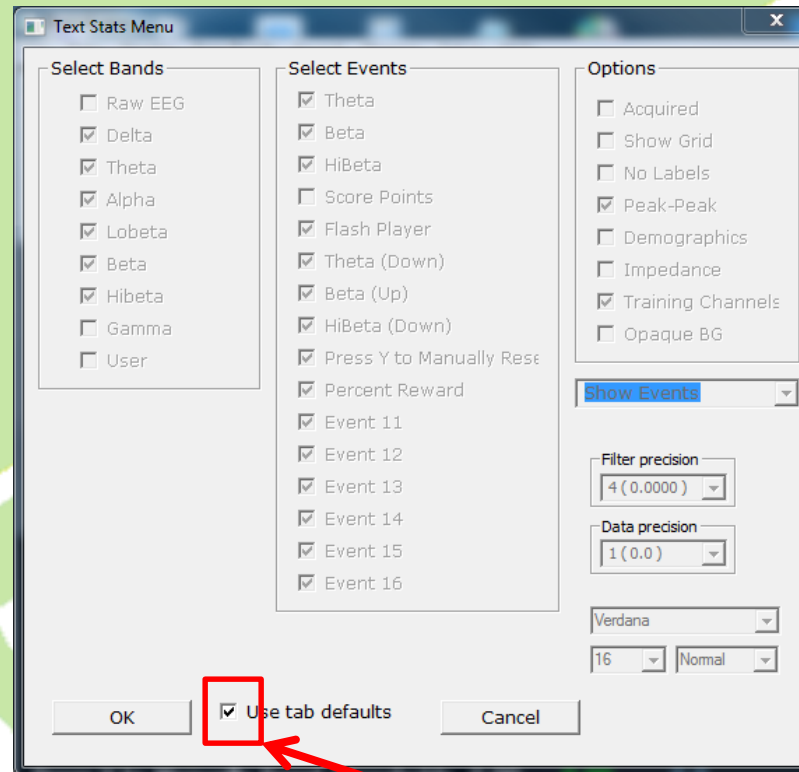 Text Stats Menu
x
Select Bands
Raw EEG
Delta
Theta
Alpha
Lobeta
Beta
Hibeta
Gamma
User
Select Events
Theta
Beta
HiBeta
Score Points
Flash Player
Theta (Down)
Beta (Up)
HiBeta (Down)
Press Y to Manually Rese
Percent Reward
Event 11
Event 12
Event 13
Event 14
Event 15
Event 16
Options
Acquired
Show Grid
No Labels
Peak-Peak
Demographics
Impedance
Training Channels
Opaque BG
Show Events
Filter precision
4 ( 0.0000 )
Data precision
1 ( 0.0 )
Verdana
16 Normal
OK
Use tab defaults
Cancel